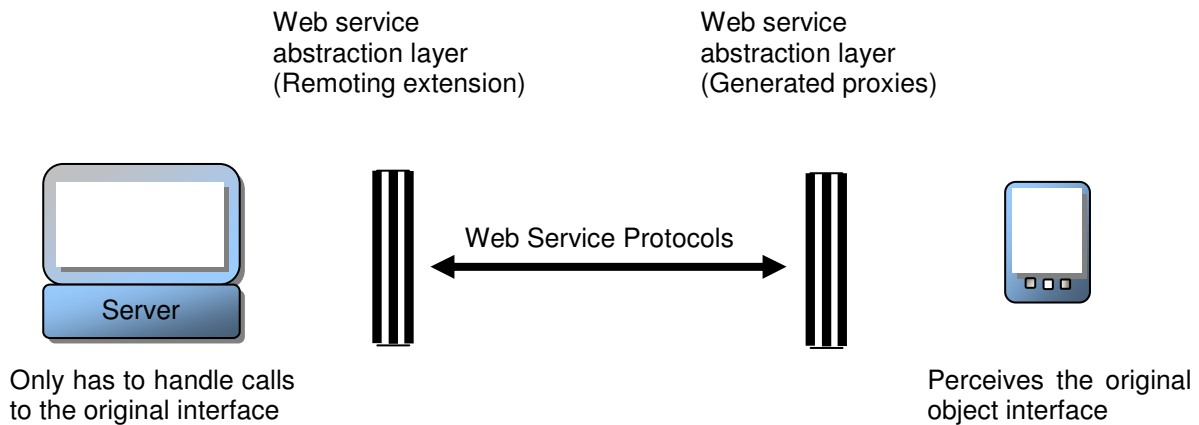 Web service
abstraction layer
(Remoting extension)
Web service
abstraction layer
(Generated proxies)
Web Service Protocols
Server
Only has to handle calls
to the original interface
Perceives the original
object interface